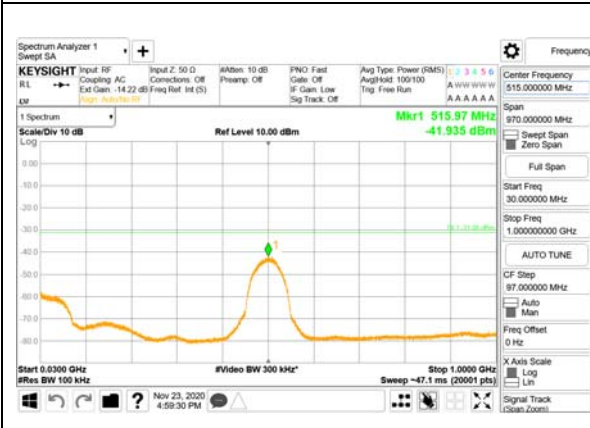 Spectrum Analyzer 1
Swept SA
Frequency
KEYSIGHT
RL
Input: RF
Coupling: AC
Ext Gain: -14.22 dB
Align: Auto/No RF
Input Z: 50 Ω
Corrections: Off
Freq Ref: Int (S)
#Atten: 10 dB
Preamp: Off
PNO: Fast
Gate: Off
IF Gain: Low
Sig Track: Off
Avg Type: Power (RMS)
Avg|Hold: 100/100
Trig: Free Run
1 2 3 4 5 6
A W W W W W
A A A A A A
1 Spectrum
Scale/Div 10 dB
Log
Ref Level 10.00 dBm
Mkr1 515.97 MHz
-41.935 dBm
0.00
-10.0
-20.0
-30.0
-40.0
-50.0
-60.0
-70.0
-80.0
1
Start 0.0300 GHz
#Res BW 100 kHz
#Video BW 300 kHz*
Stop 1.0000 GHz
Sweep ~47.1 ms (20001 pts)
Nov 23, 2020
4:59:30 PM
Center Frequency
515.000000 MHz
Span
970.000000 MHz
Swept Span
Zero Span
Full Span
Start Freq
30.000000 MHz
Stop Freq
1.000000000 GHz
AUTO TUNE
CF Step
97.000000 MHz
Auto
Man
Freq Offset
0 Hz
X Axis Scale
Log
Lin
Signal Track
(Span Zoom)